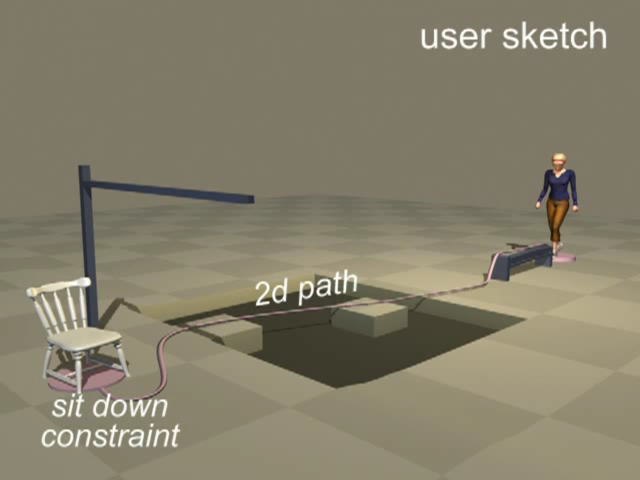 user sketch
2d path
sit down
constraint